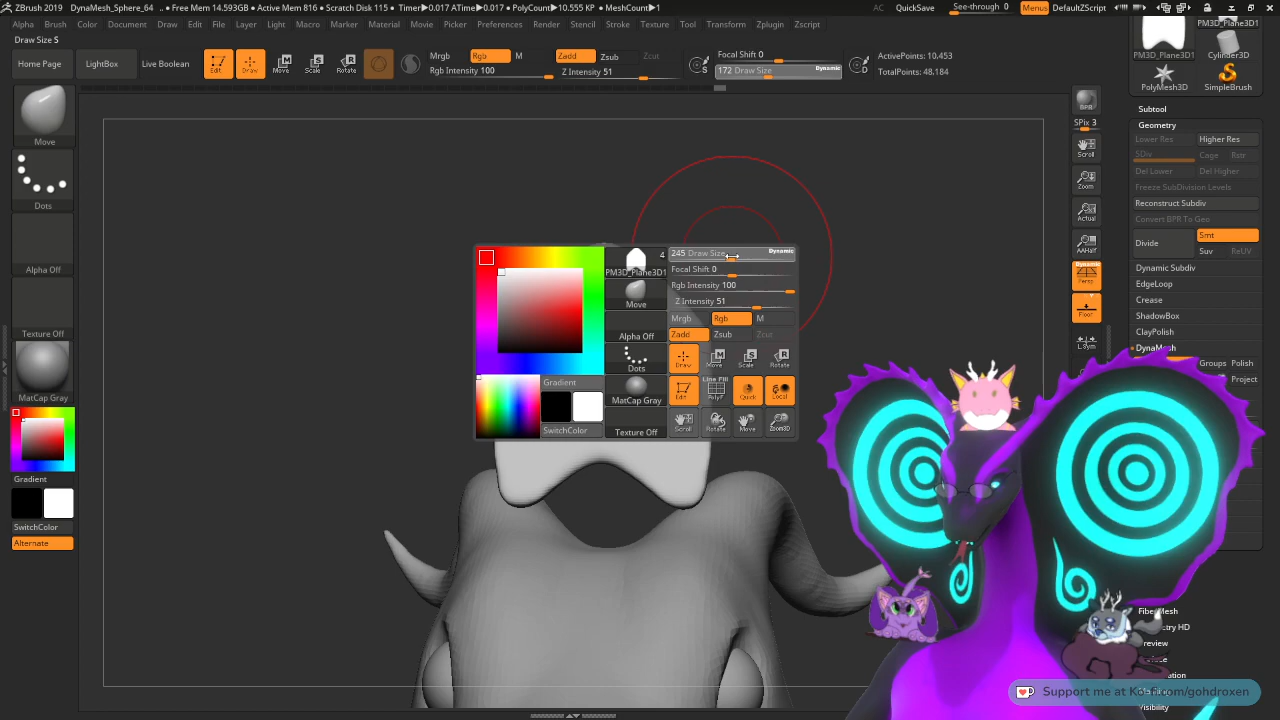 ZBrush 2019 DynaMesh_Sphere_64 .. • Free Mem 14.593GB • Active Mem 816 • Scratch Disk 115 • Timer▶0.017 ATime▶0.017 • PolyCount▶10.555 KP • MeshCount▶1
AC QuickSave See-through 0 Menus DefaultZScript
Alpha Brush Color Document Draw Edit File Layer Light Macro Marker Material Movie Picker Preferences Render Stencil Stroke Texture Tool Transform Zplugin Zscript
Draw Size S
Home Page LightBox Live Boolean Edit Draw Move Scale Rotate
Mrgb Rgb M Zadd Zsub Zcut
Rgb Intensity 100 Z Intensity 51
S Focal Shift 0 D
172 Draw Size Dynamic
ActivePoints: 10,453
TotalPoints: 48,184
Move
Dots
Alpha Off
Texture Off
MatCap Gray
Gradient
SwitchColor
Alternate
4
PM3D_Plane3D1
Move
Alpha Off
Dots
MatCap Gray
Texture Off
Gradient
SwitchColor
245 Draw Size Dynamic
Focal Shift 0
Rgb Intensity 100
Z Intensity 51
Mrgb Rgb M
Zadd Zsub Zcut
Draw Move Scale Rotate
Line Fill
Edit PolyF Quick Local
Scroll Rotate Move Zoom3D
BPR
SPix 3
Scroll
Zoom
Actual
AAHalf
Dynamic
Persp
Floor
L.Sym
PM3D_Plane3D1
PM3D_Plane3D1 Cylinder3D
PolyMesh3D SimpleBrush
Subtool
Geometry
Lower Res Higher Res
SDiv Cage Rstr
Del Lower Del Higher
Freeze SubDivision Levels
Reconstruct Subdiv
Convert BPR To Geo
Divide Smt
Suv ReUV
Dynamic Subdiv
EdgeLoop
Crease
ShadowBox
ClayPolish
DynaMesh
Groups Polish
Project
FiberMesh
etry HD
review
Visibility
Support me at Ko-fi.com/gohdroxen